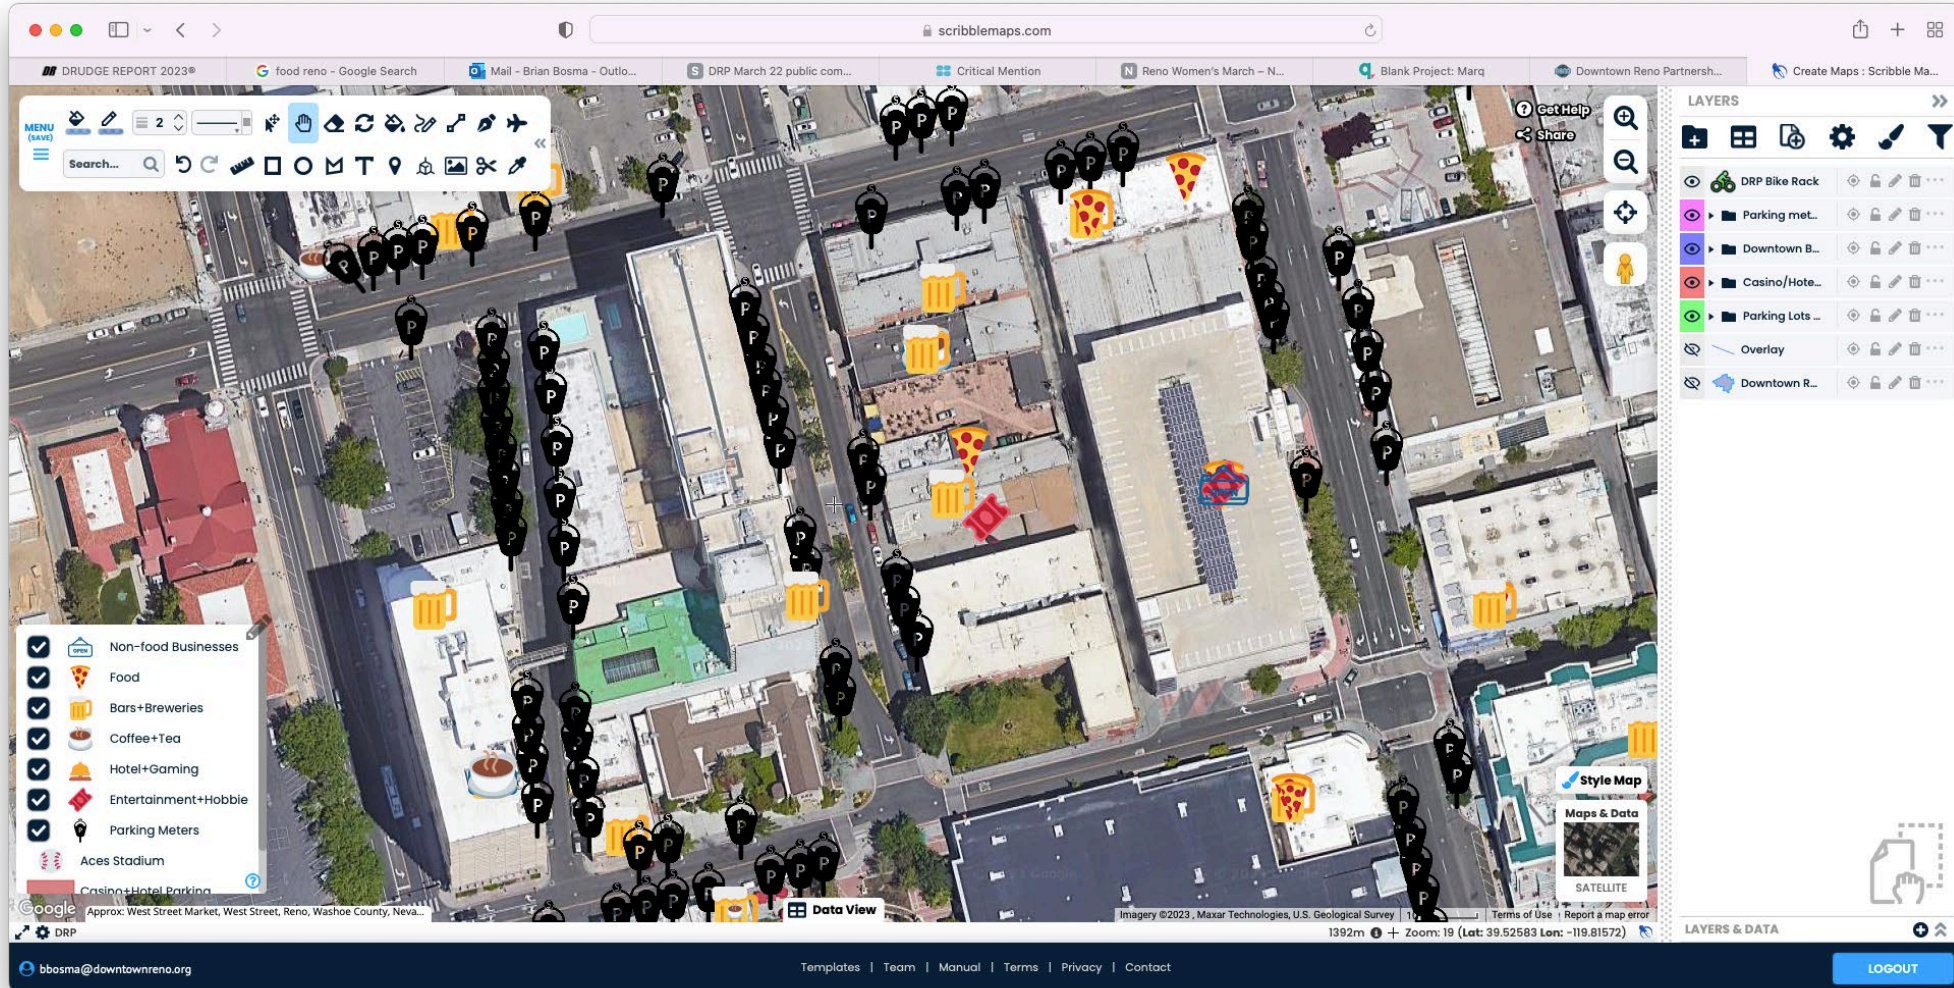 scribblemaps.com
DRUDGE REPORT 2023®
food reno - Google Search
Mail - Brian Bosma - Outlo...
DRP March 22 public com...
Critical Mention
Reno Women's March – N...
Blank Project: Marq
Downtown Reno Partnersh...
Create Maps : Scribble Ma...
MENU
(SAVE)
2
Search...
Get Help
Share
LAYERS
DRP Bike Rack
Parking met...
Downtown B...
Casino/Hote...
Parking Lots ...
Overlay
Downtown R...
OPEN
Non-food Businesses
Food
Bars+Breweries
Coffee+Tea
Hotel+Gaming
Entertainment+Hobbie
Parking Meters
Aces Stadium
Casino+Hotel Parking
Style Map
Maps & Data
SATELLITE
Google
Approx: West Street Market, West Street, Reno, Washoe County, Neva...
Data View
Imagery ©2023 , Maxar Technologies, U.S. Geological Survey
Terms of Use
Report a map error
DRP
1392m
Zoom: 19 (Lat: 39.52583 Lon: -119.81572)
LAYERS & DATA
bbosma@downtownreno.org
Templates | Team | Manual | Terms | Privacy | Contact
LOGOUT